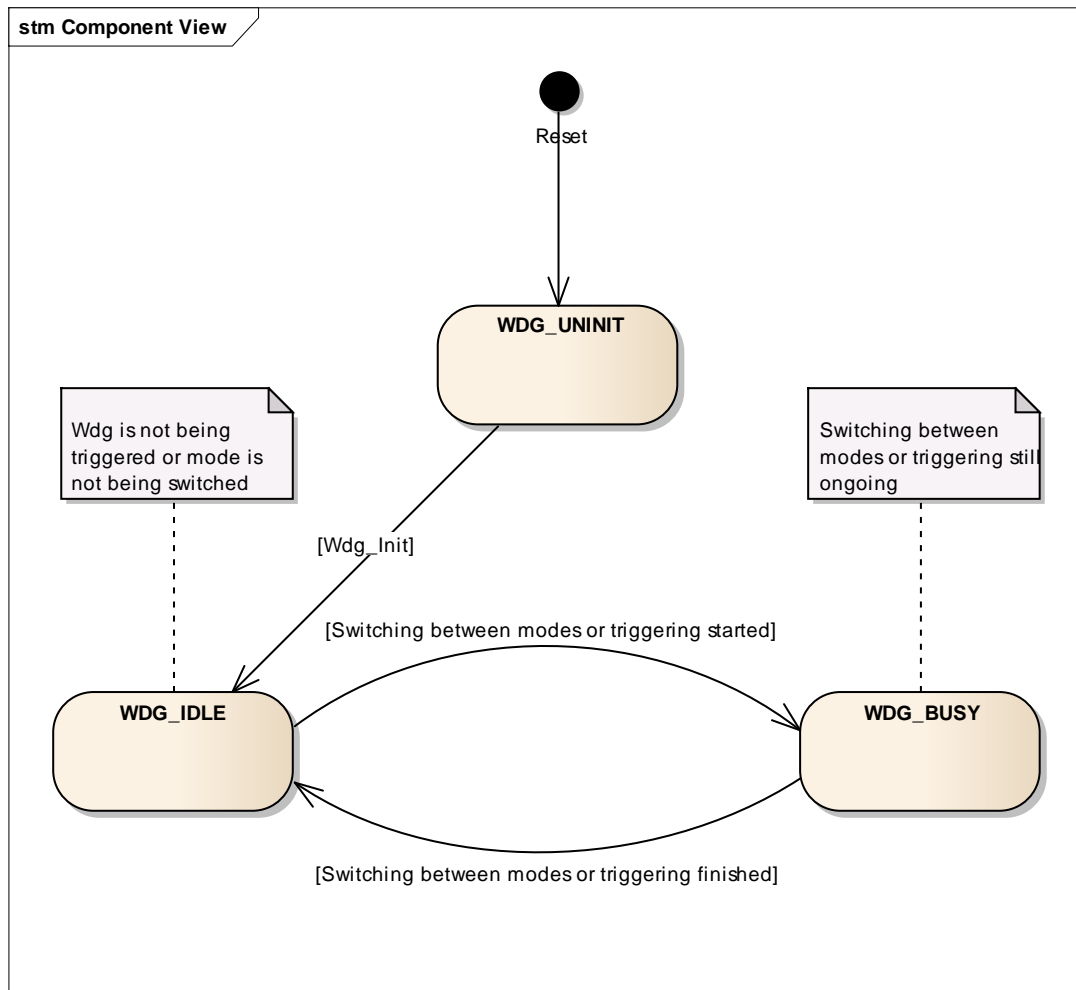 stm Component View
Reset
WDG_UNINIT
Wdg is not being
triggered or mode is
not being switched
Switching between
modes or triggering still
ongoing
[Wdg_Init]
[Switching between modes or triggering started]
WDG_IDLE
WDG_BUSY
[Switching between modes or triggering finished]